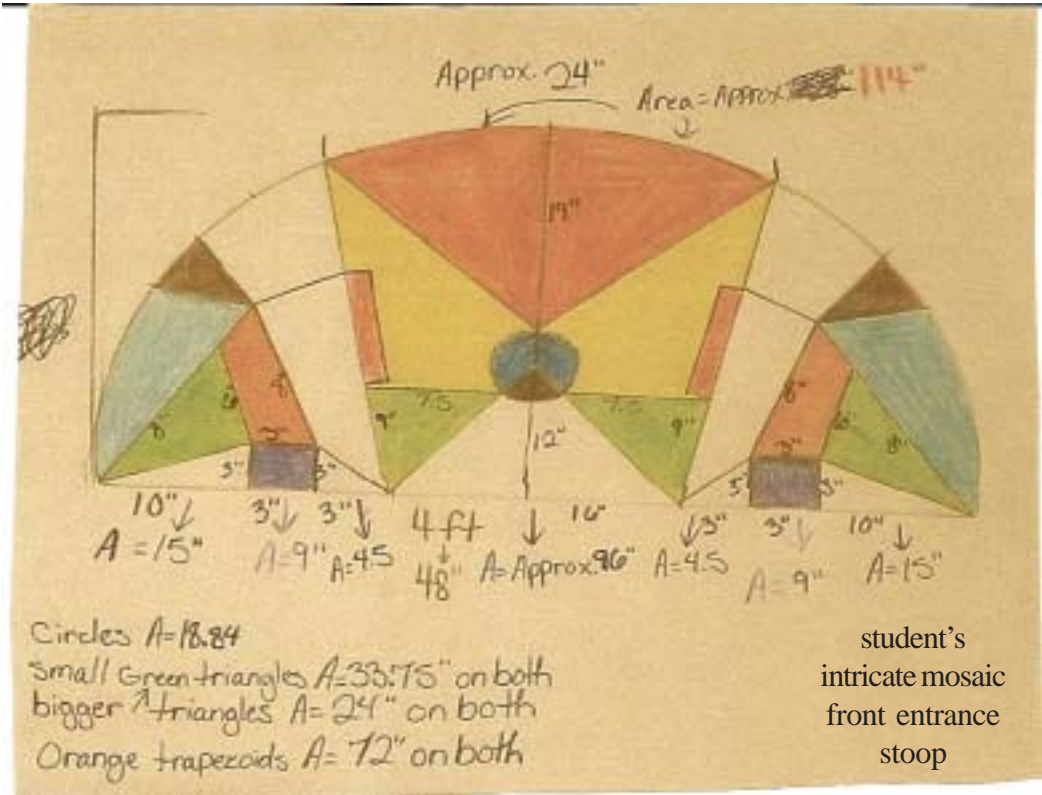 Approx. 24"
Area = Approx 114"
19"
7.5
7.5
9"
9"
12"
8"
6"
8"
3"
3"
3"
8"
6"
8"
3"
3"
3"
10"
3"
3"
4 ft
16"
3"
3"
10"
A = 15"
A = 9"
A = 4.5
48"
A = Approx. 96"
A = 4.5
A = 9"
A = 15"
Circles A = 18.84
Small Green triangles A = 33.75" on both
bigger triangles A = 24" on both
Orange trapezoids A = 72" on both
student's
intricate mosaic
front entrance
stoop